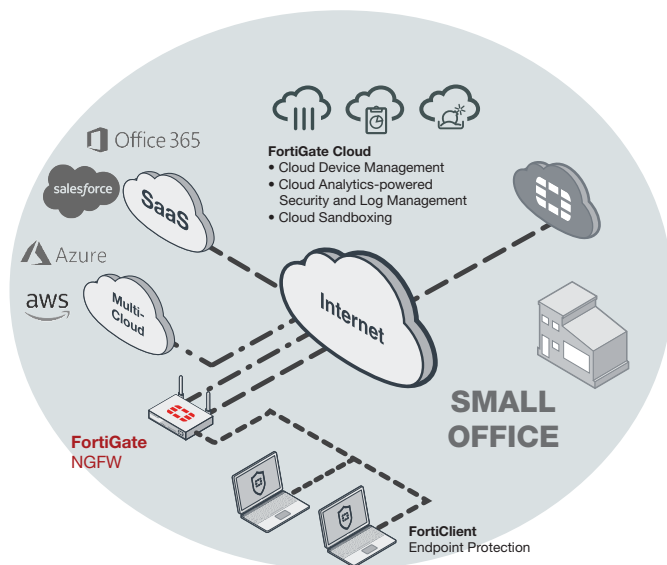 Office 365
salesforce
SaaS
Azure
aws
Multi-
Cloud
FortiGate Cloud
• Cloud Device Management
• Cloud Analytics-powered
Security and Log Management
• Cloud Sandboxing
Internet
SMALL
OFFICE
FortiGate
NGFW
FortiClient
Endpoint Protection